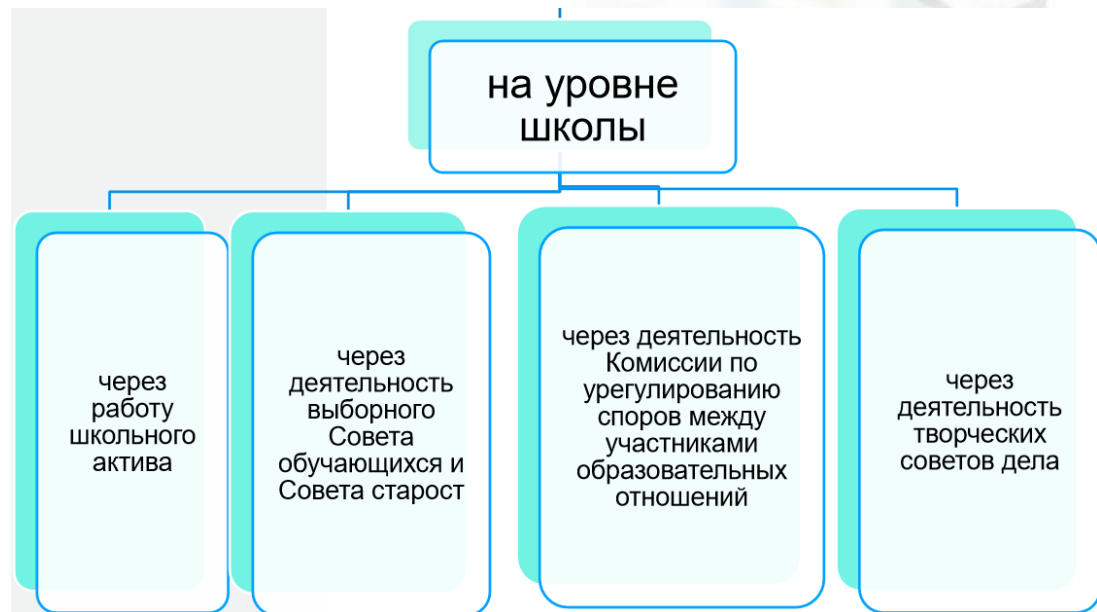 на уровне
школы
через
работу
школьного
актива
через
деятельность
выборного
Совета
обучающихся и
Совета старост
через деятельность
Комиссии по
урегулированию
споров между
участниками
образовательных
отношений
через
деятельность
творческих
советов дела